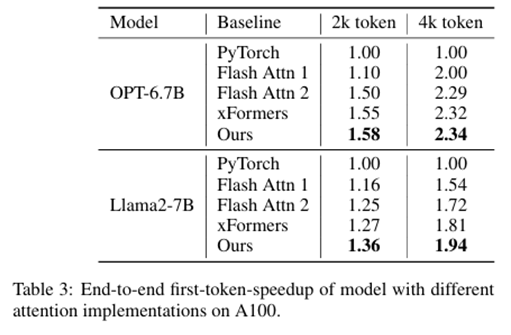 Model Baseline 2k token 4k token
PyTorch 1.00 1.00
Flash Attn 1 1.10 2.00
OPT-6.7B Flash Attn 2 1.50 2.29
xFormers 1.55 2.32
Ours 1.58 2.34
PyTorch 1.00 1.00
Flash Attn 1 1.16 1.54
Llama2-7B Flash Attn 2 1.25 1.72
xFormers 1.27 1.81
Ours 1.36 1.94
Table 3: End-to-end first-token-speedup of model with different
attention implementations on A100.